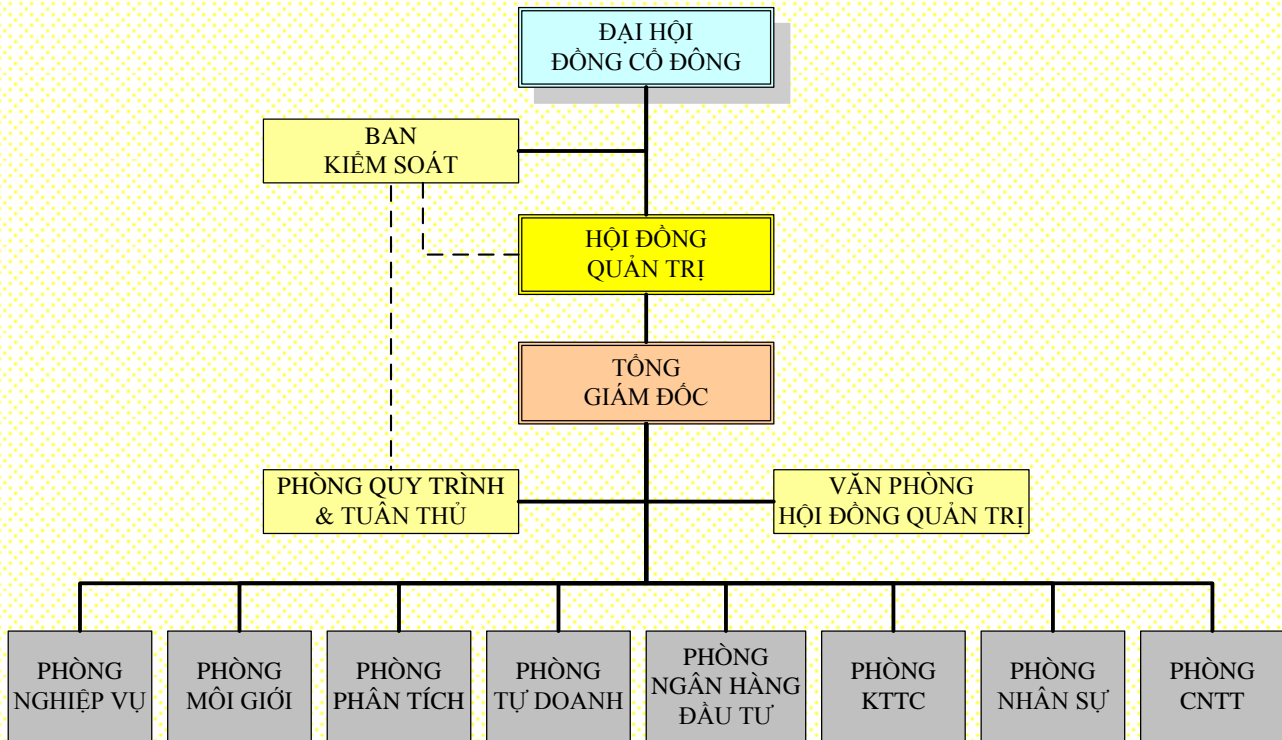 ĐẠI HỘI
ĐỒNG CỔ ĐÔNG
BAN
KIỂM SOÁT
HỘI ĐỒNG
QUẢN TRỊ
TỔNG
GIÁM ĐỐC
PHÒNG QUY TRÌNH
& TUÂN THỦ
VĂN PHÒNG
HỘI ĐỒNG QUẢN TRỊ
PHÒNG
NGHIỆP VỤ
PHÒNG
MÔI GIỚI
PHÒNG
PHÂN TÍCH
PHÒNG
TỰ DOANH
PHÒNG
NGÂN HÀNG
ĐẦU TƯ
PHÒNG
KTTC
PHÒNG
NHÂN SỰ
PHÒNG
CNTT